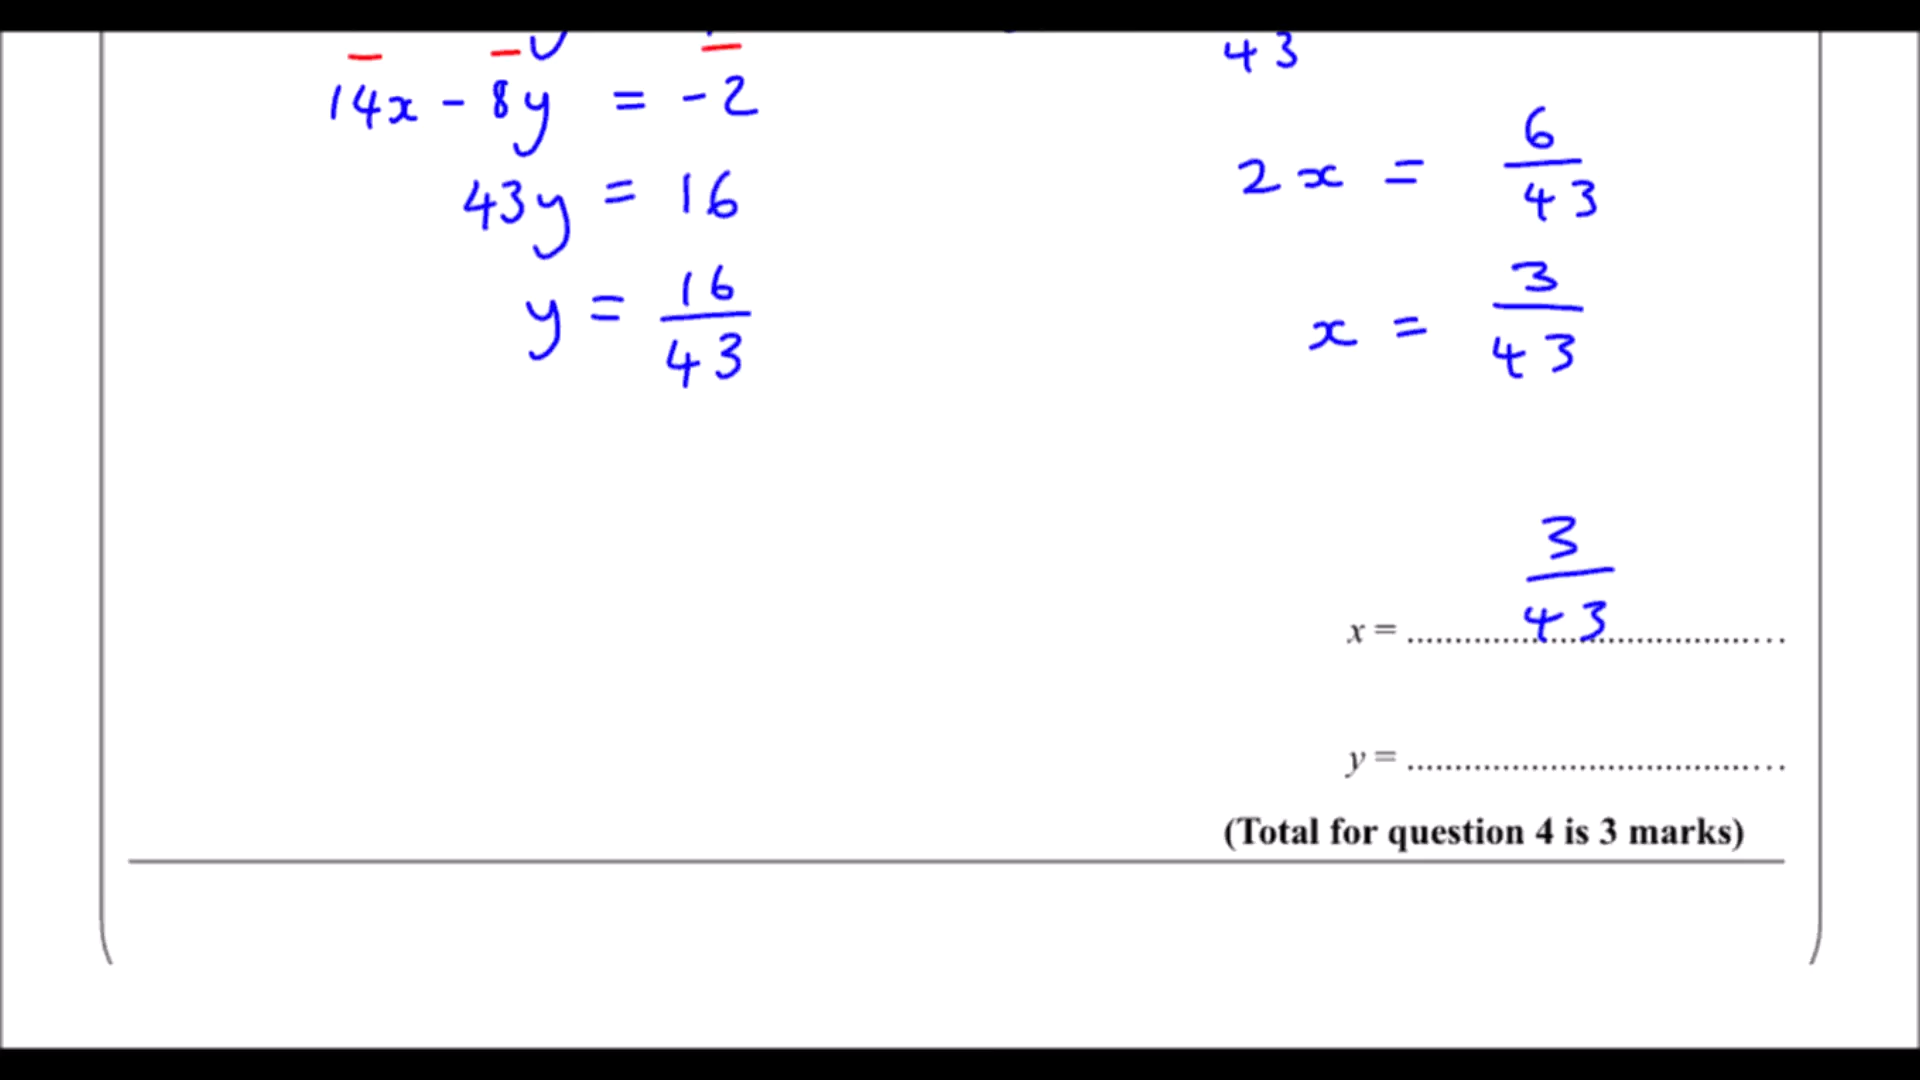 14x - 8y = -2
43y = 16
y = 16/43
43
2x = 6/43
x = 3/43
x = 3/43
y =
(Total for question 4 is 3 marks)